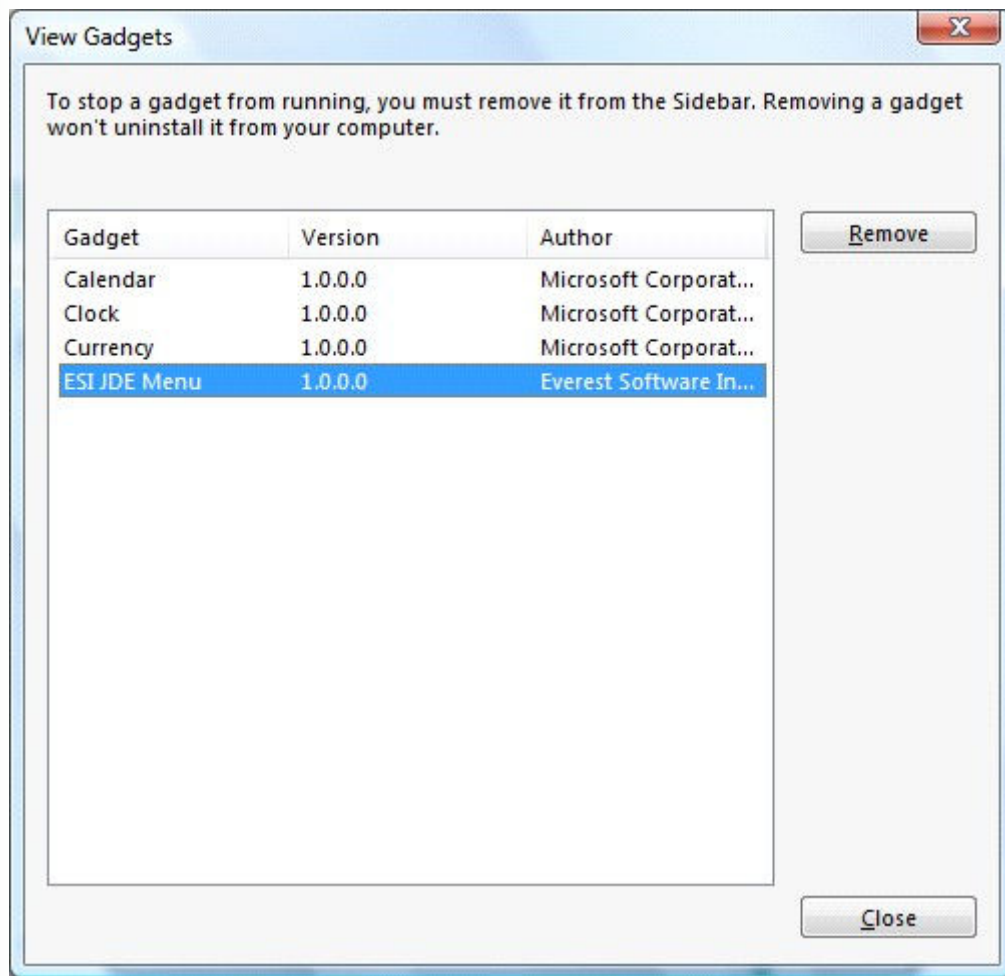 View Gadgets
To stop a gadget from running, you must remove it from the Sidebar. Removing a gadget
won't uninstall it from your computer.
Gadget Version Author
Remove
Calendar 1.0.0.0 Microsoft Corporat...
Clock 1.0.0.0 Microsoft Corporat...
Currency 1.0.0.0 Microsoft Corporat...
ESI JDE Menu 1.0.0.0 Everest Software In...
Close